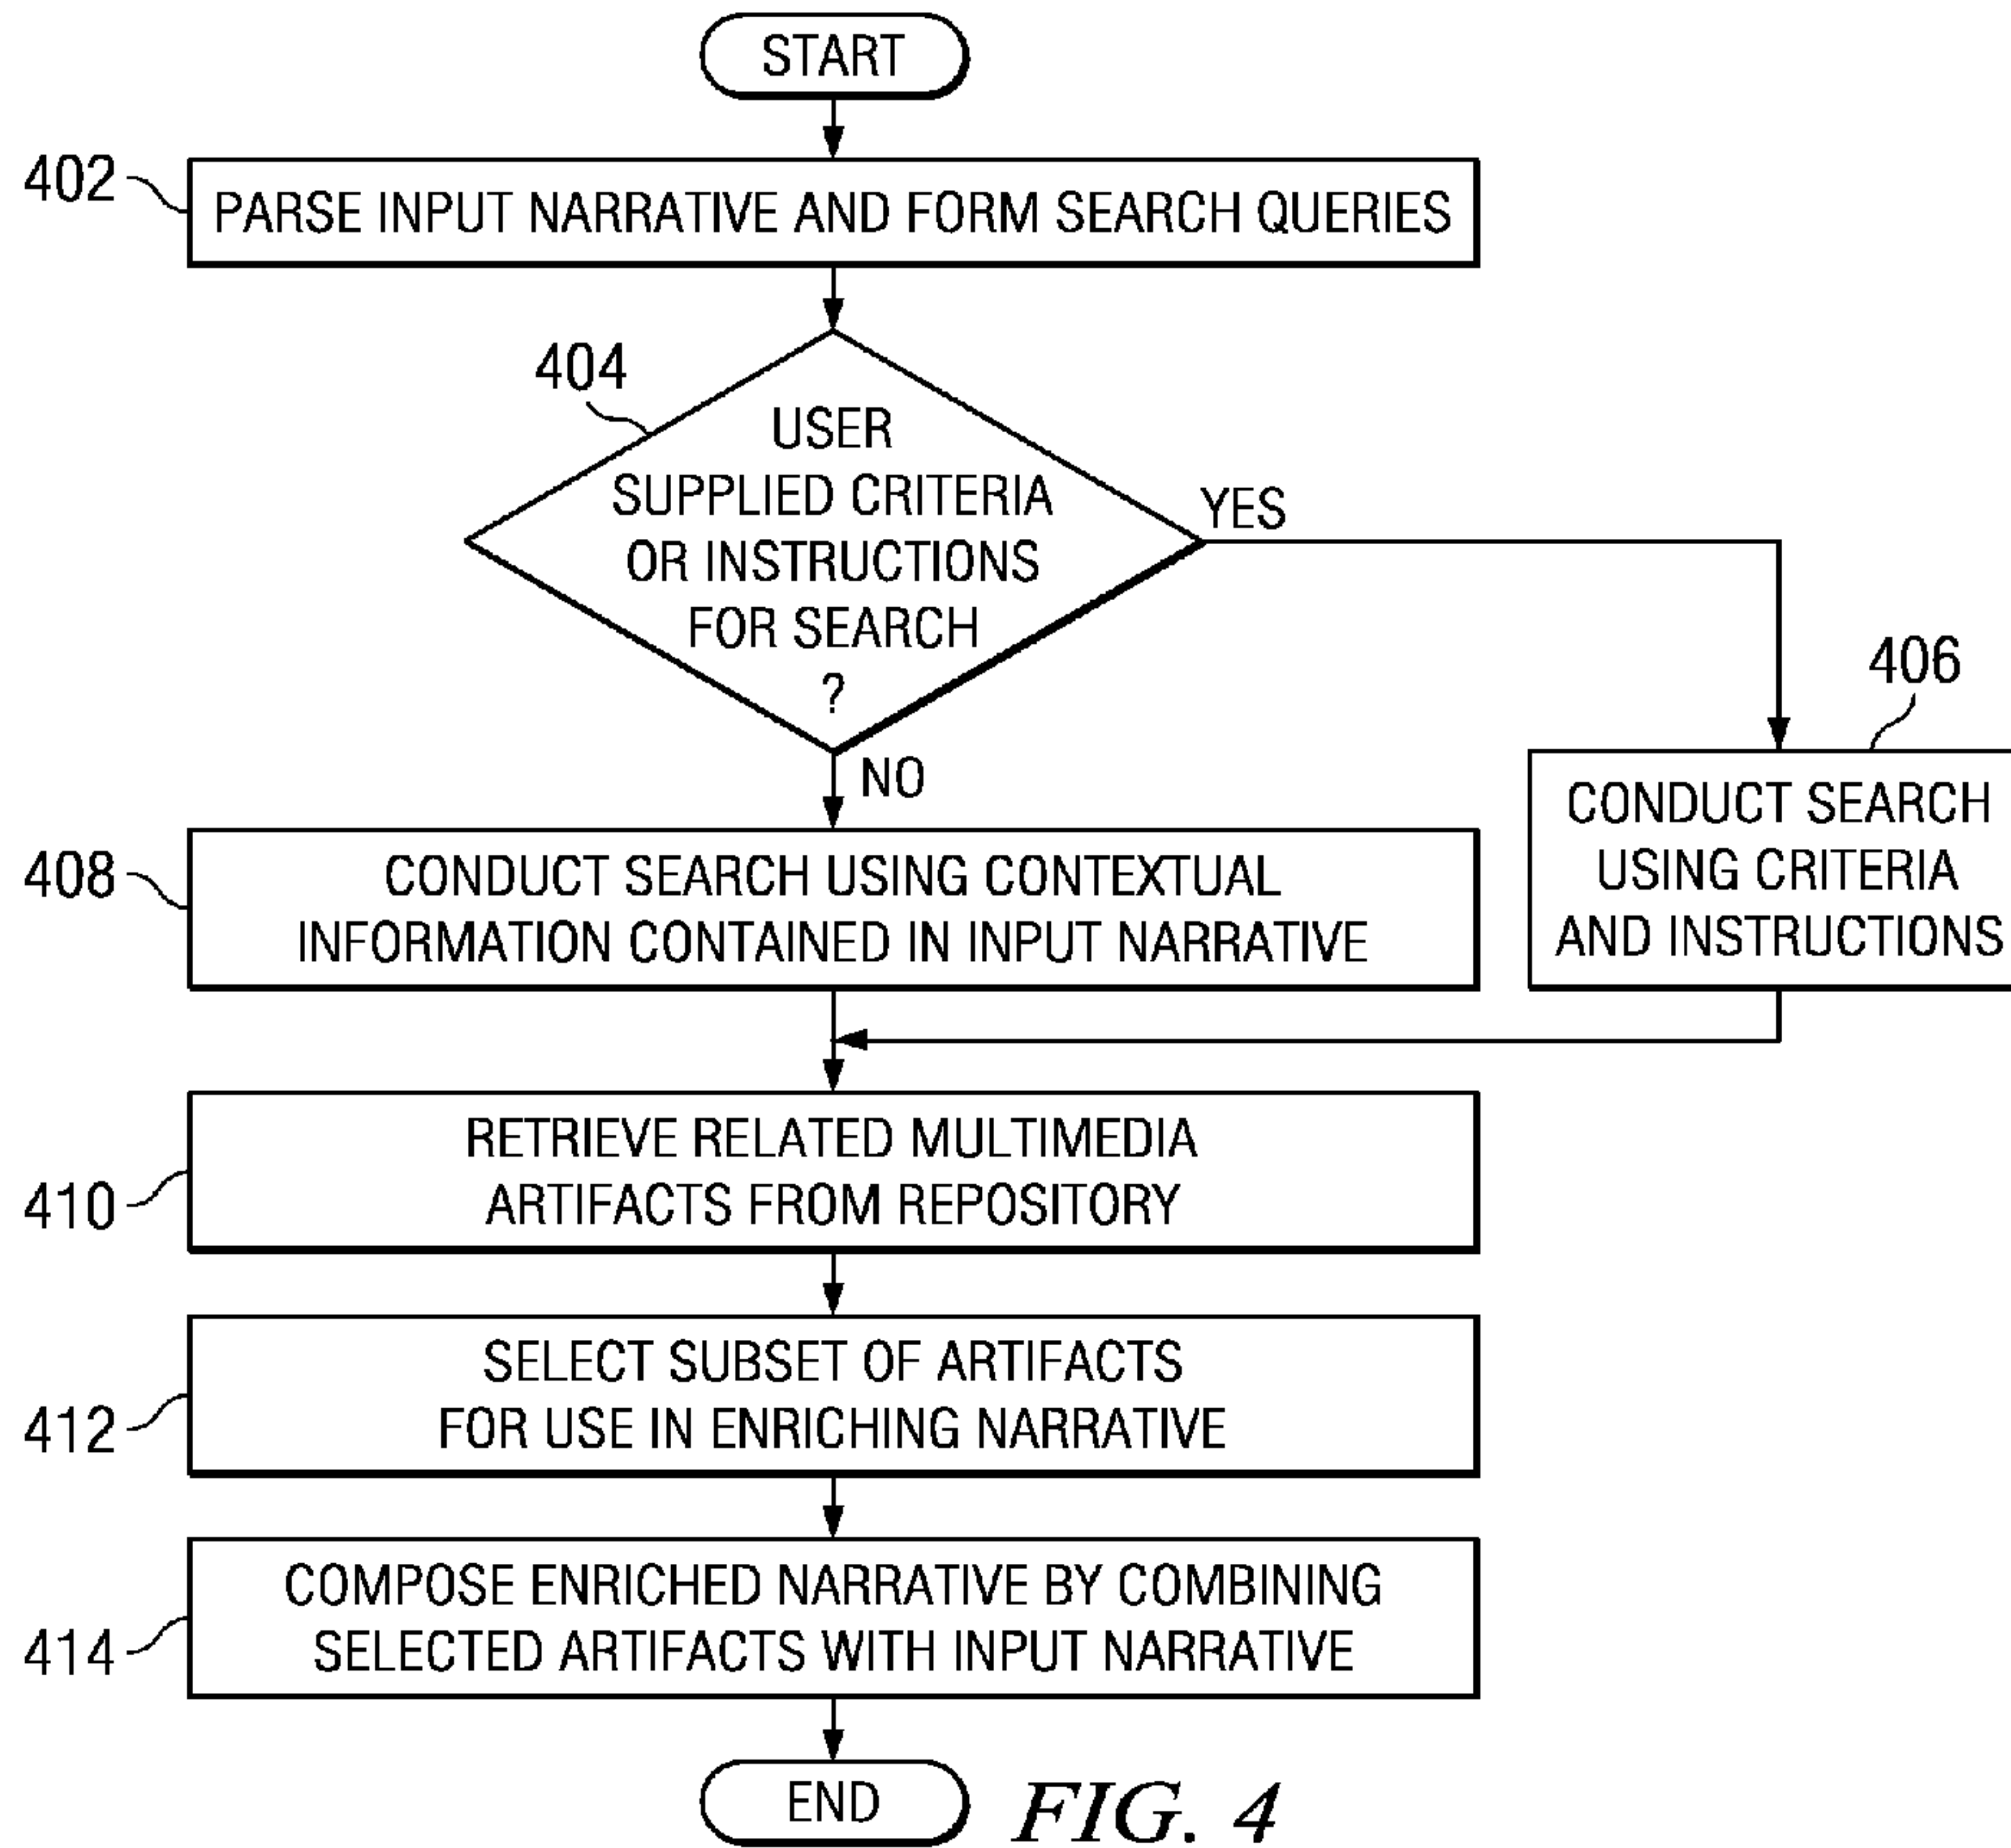 START
402
PARSE INPUT NARRATIVE AND FORM SEARCH QUERIES
404
USER
SUPPLIED CRITERIA
OR INSTRUCTIONS
FOR SEARCH
?
YES
NO
406
CONDUCT SEARCH
USING CRITERIA
AND INSTRUCTIONS
408
CONDUCT SEARCH USING CONTEXTUAL
INFORMATION CONTAINED IN INPUT NARRATIVE
410
RETRIEVE RELATED MULTIMEDIA
ARTIFACTS FROM REPOSITORY
412
SELECT SUBSET OF ARTIFACTS
FOR USE IN ENRICHING NARRATIVE
414
COMPOSE ENRICHED NARRATIVE BY COMBINING
SELECTED ARTIFACTS WITH INPUT NARRATIVE
END
FIG. 4